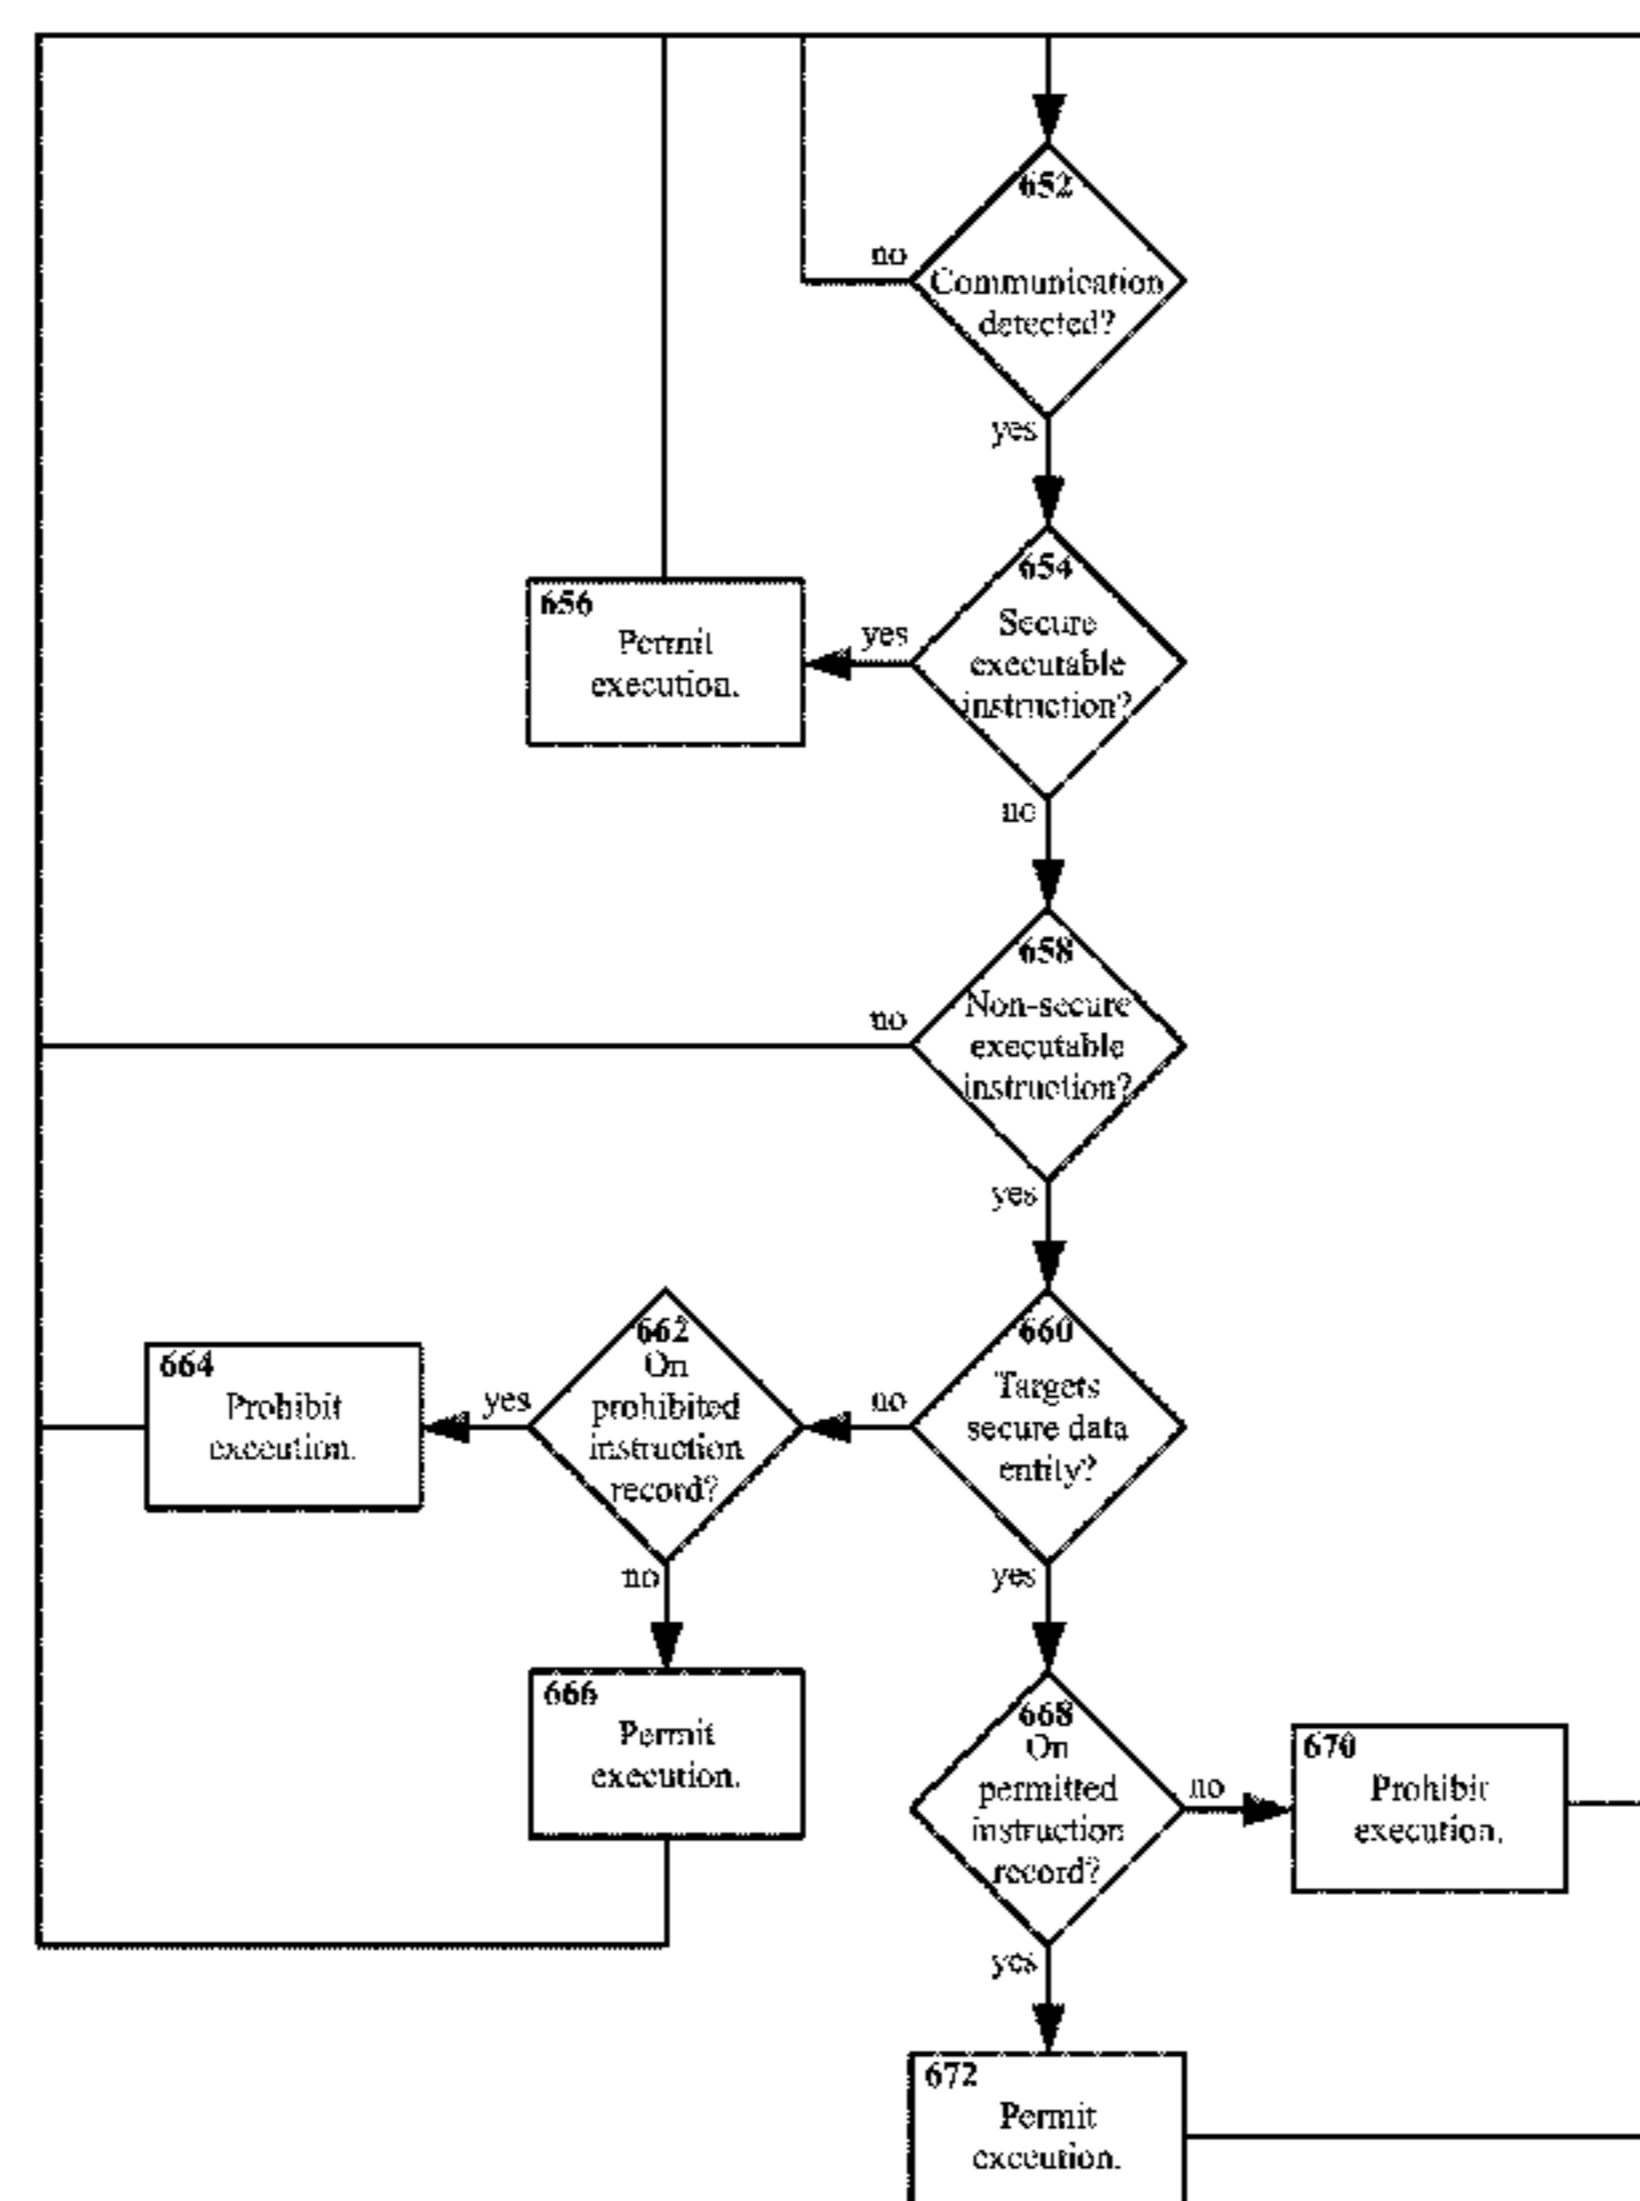 652
no
Communication
detected?
yes
654
Secure
executable
instruction?
yes
656
Permit
execution.
no
658
Non-secure
executable
instruction?
no
yes
660
Targets
secure data
entity?
no
662
On
prohibited
instruction
record?
yes
664
Prohibit
execution.
no
666
Permit
execution.
yes
668
On
permitted
instruction
record?
no
670
Prohibit
execution.
yes
672
Permit
execution.